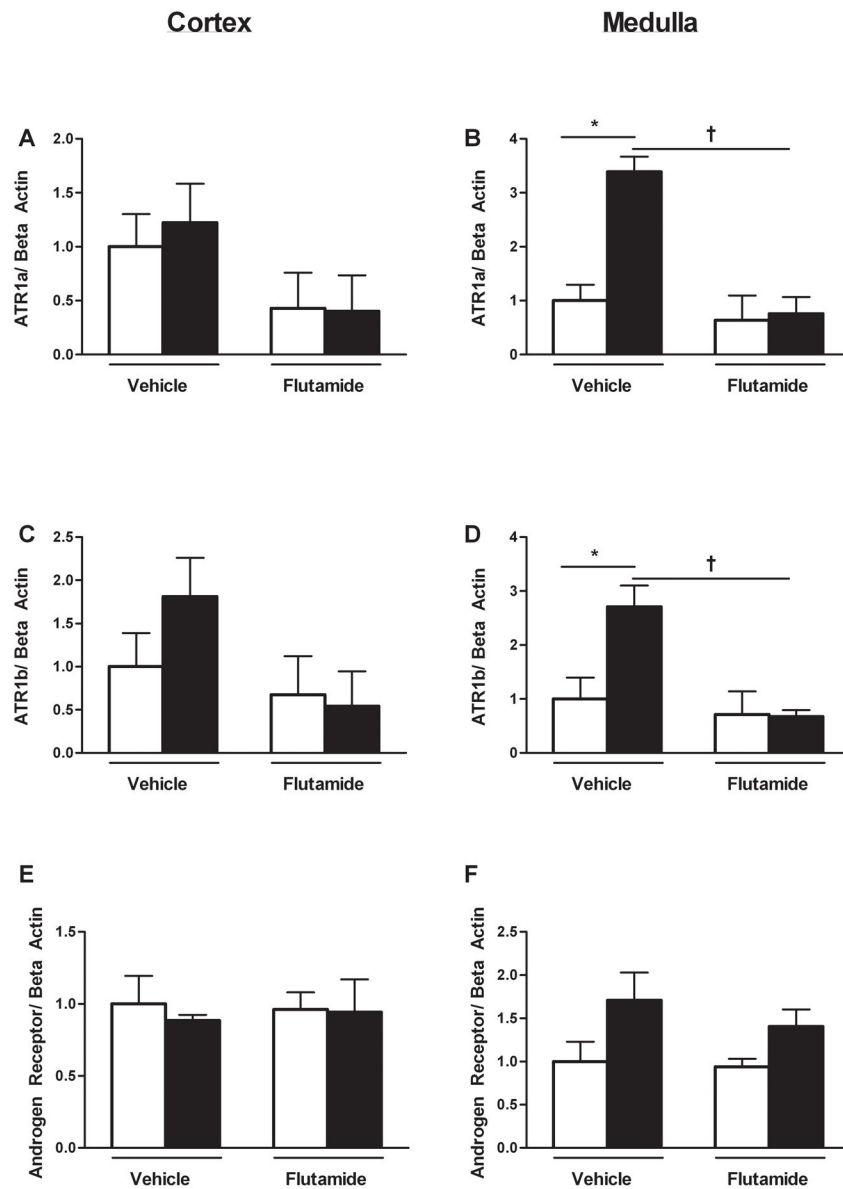 Cortex
Medulla
A
ATR1a/ Beta Actin
2.0
1.5
1.0
0.5
0.0
Vehicle
Flutamide
B
ATR1a/ Beta Actin
4
3
2
1
0
*
†
Vehicle
Flutamide
C
ATR1b/ Beta Actin
2.5
2.0
1.5
1.0
0.5
0.0
Vehicle
Flutamide
D
ATR1b/ Beta Actin
4
3
2
1
0
*
†
Vehicle
Flutamide
E
Androgen Receptor/ Beta Actin
1.5
1.0
0.5
0.0
Vehicle
Flutamide
F
Androgen Receptor/ Beta Actin
2.5
2.0
1.5
1.0
0.5
0.0
Vehicle
Flutamide